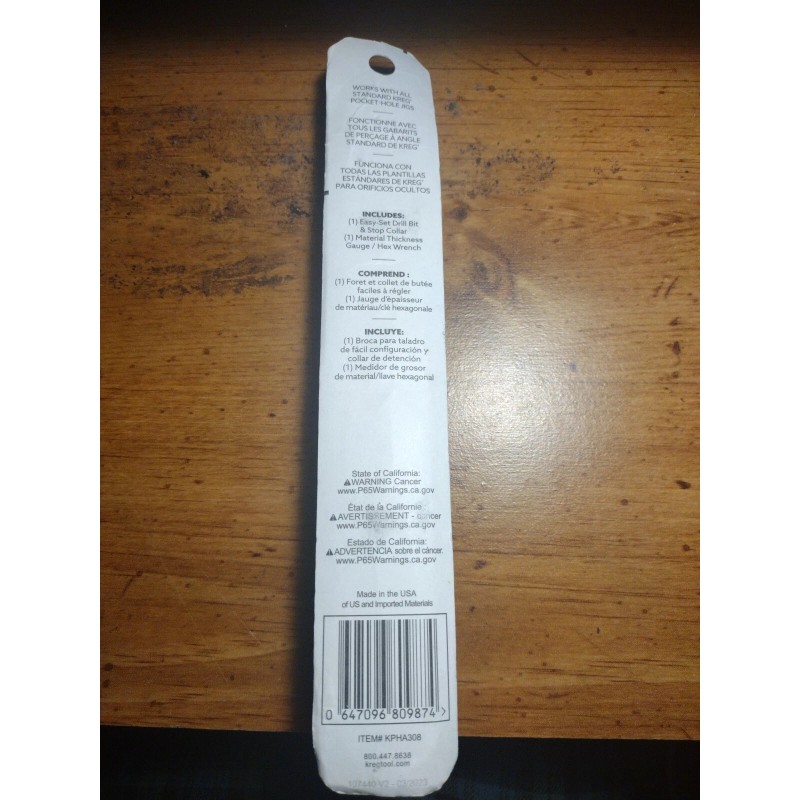 WORKS WITH ALL
STANDARD KREG®
POCKET-HOLE JIGS
FONCTIONNE AVEC
TOUS LES GABARITS
DE PERÇAGE À ANGLE
STANDARD DE KREG®
FUNCIONA CON
TODAS LAS PLANTILLAS
ESTÁNDARES DE KREG®
PARA ORIFICIOS OCULTOS
INCLUDES:
(1) Easy-Set Drill Bit
& Stop Collar
(1) Material Thickness
Gauge / Hex Wrench
COMPREND :
(1) Foret et collet de butée
faciles à régler
(1) Jauge d'épaisseur
de matériau/clé hexagonale
INCLUYE:
(1) Broca para taladro
de fácil configuración y
collar de detención
(1) Medidor de grosor
de material/llave hexagonal
State of California:
⚠WARNING Cancer
www.P65Warnings.ca.gov
État de la Californie
⚠AVERTISSEMENT - cancer
www.P65Warnings.ca.gov
Estado de California:
⚠ADVERTENCIA sobre el cáncer.
www.P65Warnings.ca.gov
Made in the USA
of US and Imported Materials
0 647096 809874 >
ITEM# KPHA308
800.447.8638
kregtool.com